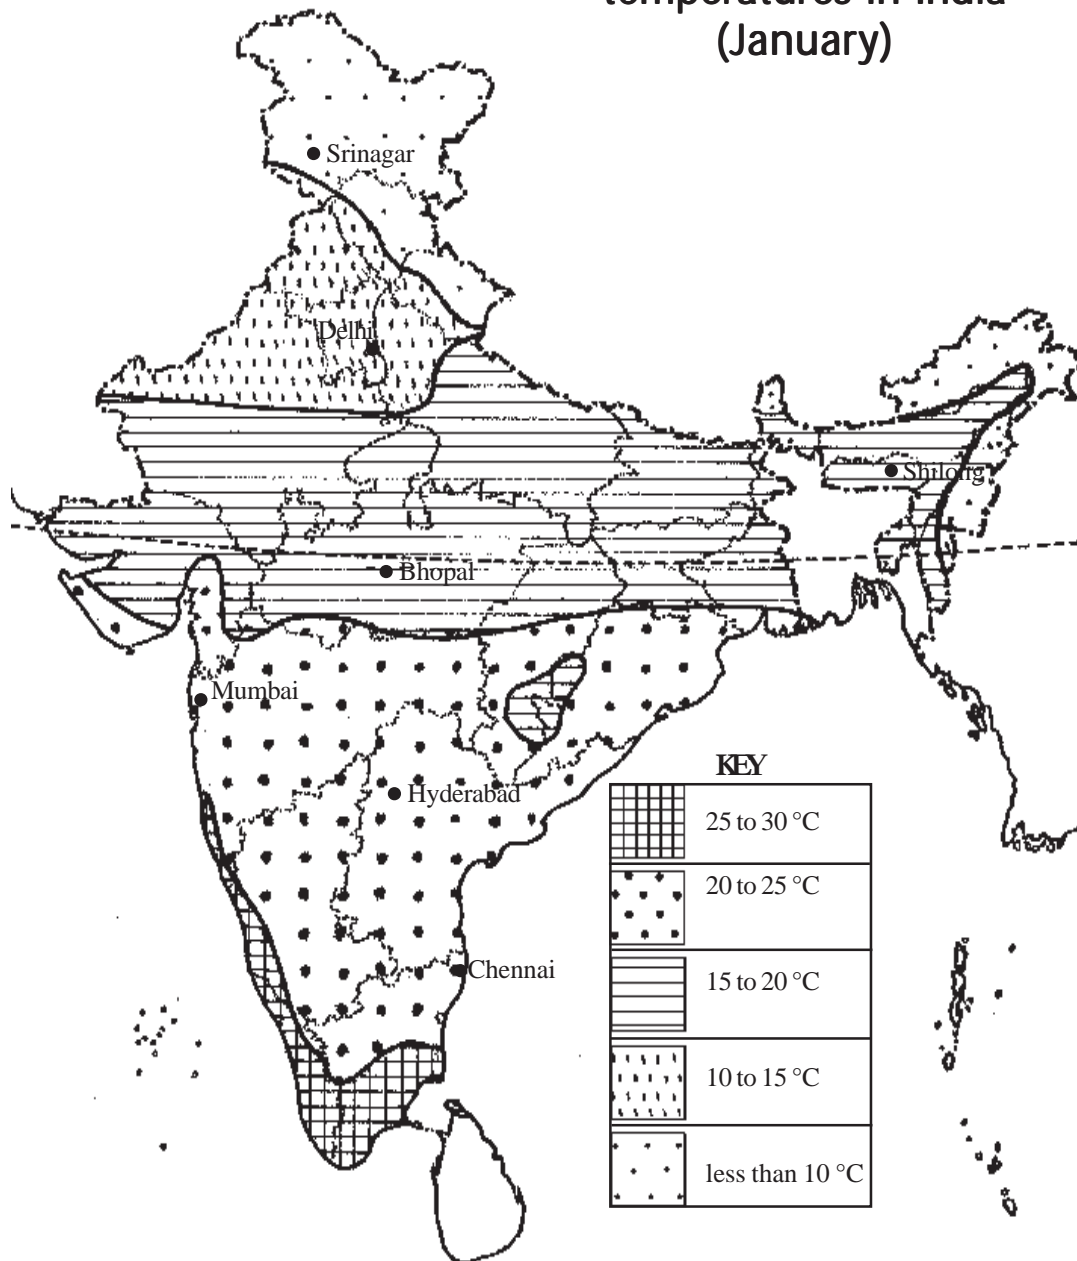 temperatures in India
(January)
Srinagar
Delhi
Shilong
Bhopal
Mumbai
Hyderabad
Chennai
KEY
25 to 30 °C
20 to 25 °C
15 to 20 °C
10 to 15 °C
less than 10 °C